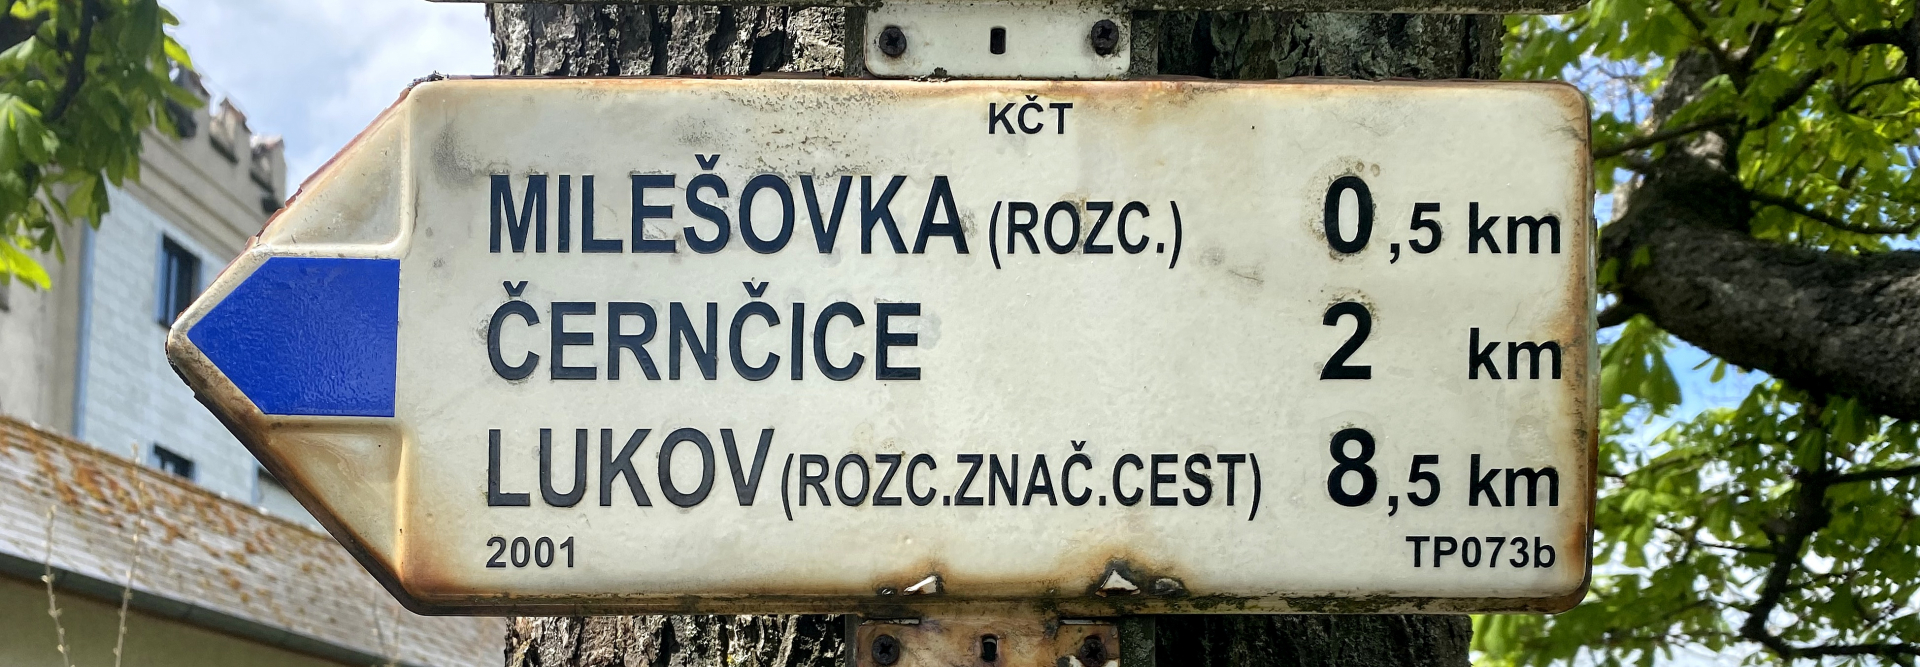 KČT
MILEŠOVKA (ROZC.) 0,5 km
ČERNČICE 2 km
LUKOV (ROZC.ZNAČ.CEST) 8,5 km
2001 TP073b